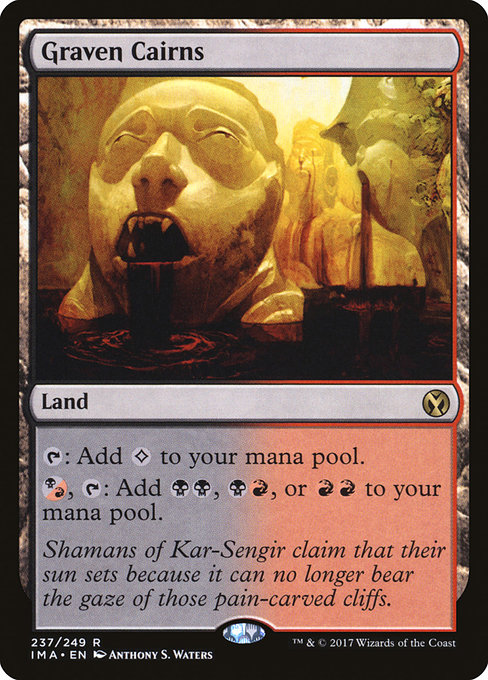 Graven Cairns
Land
: Add to your mana pool.
, : Add , , or to your
mana pool.
Shamans of Kar-Sengir claim that their
sun sets because it can no longer bear
the gaze of those pain-carved cliffs.
237/249 R
IMA • EN Anthony S. Waters
™ & © 2017 Wizards of the Coast